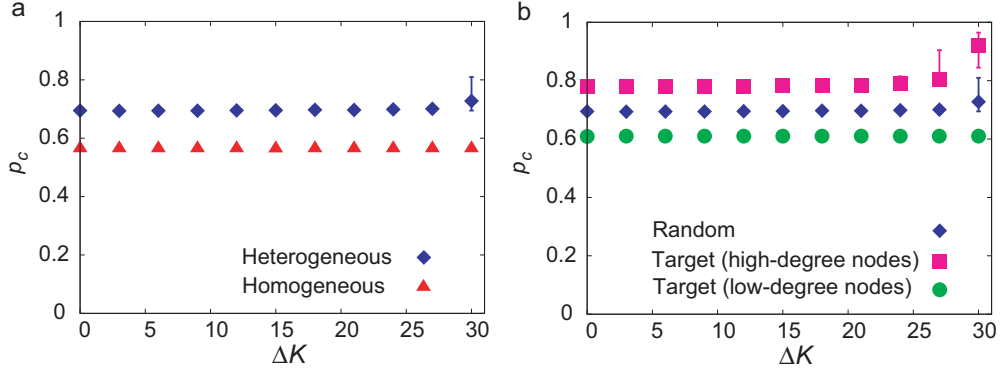 a
1
0.8
0.6
0.4
0.2
0
p_c
Heterogeneous
Homogeneous
0 5 10 15 20 25 30
ΔK
b
1
0.8
0.6
0.4
0.2
0
p_c
Random
Target (high-degree nodes)
Target (low-degree nodes)
0 5 10 15 20 25 30
ΔK